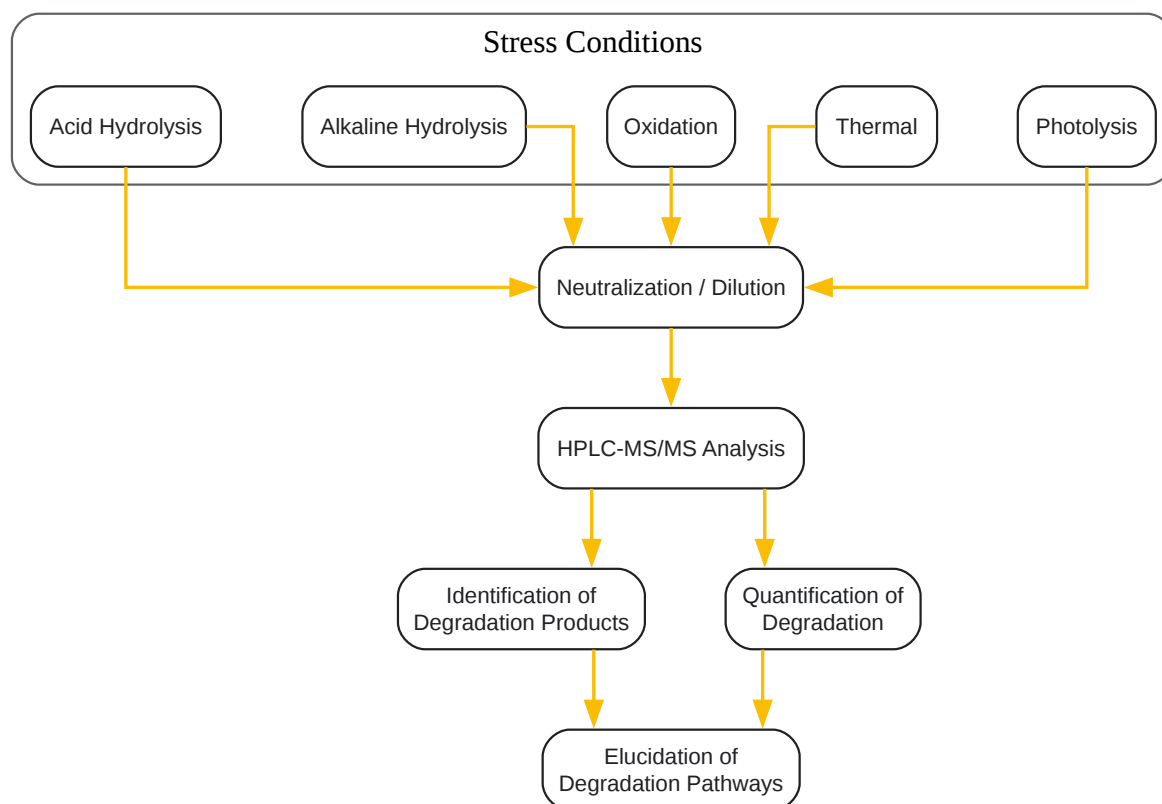 Stress Conditions
Acid Hydrolysis
Alkaline Hydrolysis
Oxidation
Thermal
Photolysis
Neutralization / Dilution
HPLC-MS/MS Analysis
Identification of
Degradation Products
Quantification of
Degradation
Elucidation of
Degradation Pathways